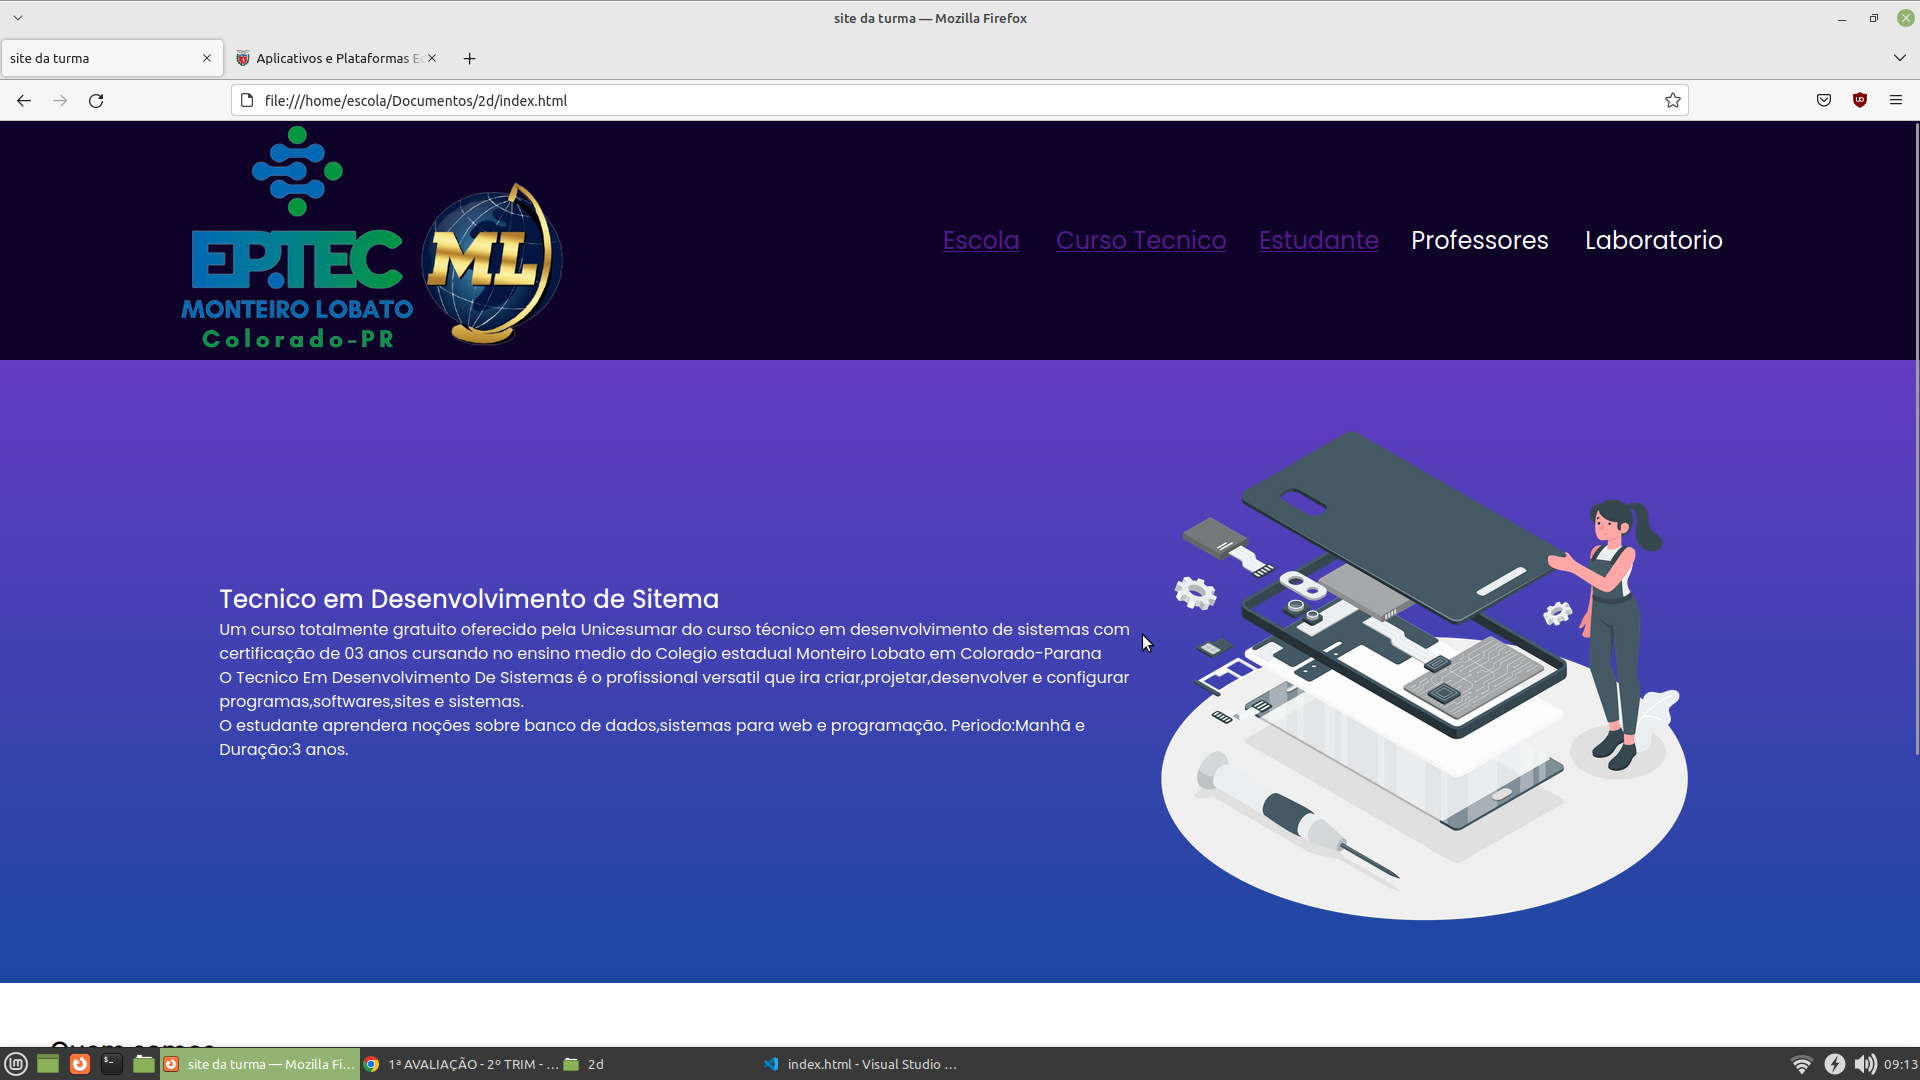 site da turma — Mozilla Firefox
site da turma
Aplicativos e Plataformas
file:///home/escola/Documentos/2d/index.html
EP.TEC
MONTEIRO LOBATO
Colorado-PR
ML
Escola Curso Tecnico Estudante Professores Laboratorio
Tecnico em Desenvolvimento de Sitema
Um curso totalmente gratuito oferecido pela Unicesumar do curso técnico em desenvolvimento de sistemas com
certificação de 03 anos cursando no ensino medio do Colegio estadual Monteiro Lobato em Colorado-Parana
O Tecnico Em Desenvolvimento De Sistemas é o profissional versatil que ira criar,projetar,desenvolver e configurar
programas,softwares,sites e sistemas.
O estudante aprendera noções sobre banco de dados,sistemas para web e programação. Periodo:Manhã e
Duração:3 anos.
Quem somos
site da turma — Mozilla Fi...
1ª AVALIAÇÃO - 2º TRIM - ...
2d
index.html - Visual Studio ...
09:13